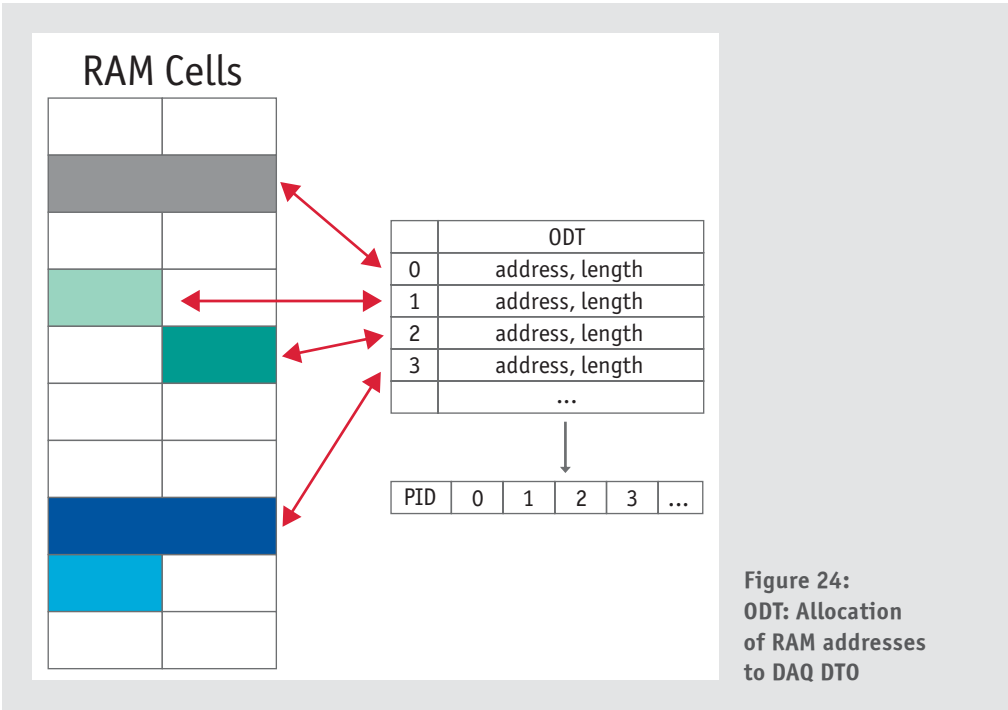 RAM Cells
ODT
0 address, length
1 address, length
2 address, length
3 address, length
...
PID 0 1 2 3 ...
Figure 24:
ODT: Allocation
of RAM addresses
to DAQ DTO